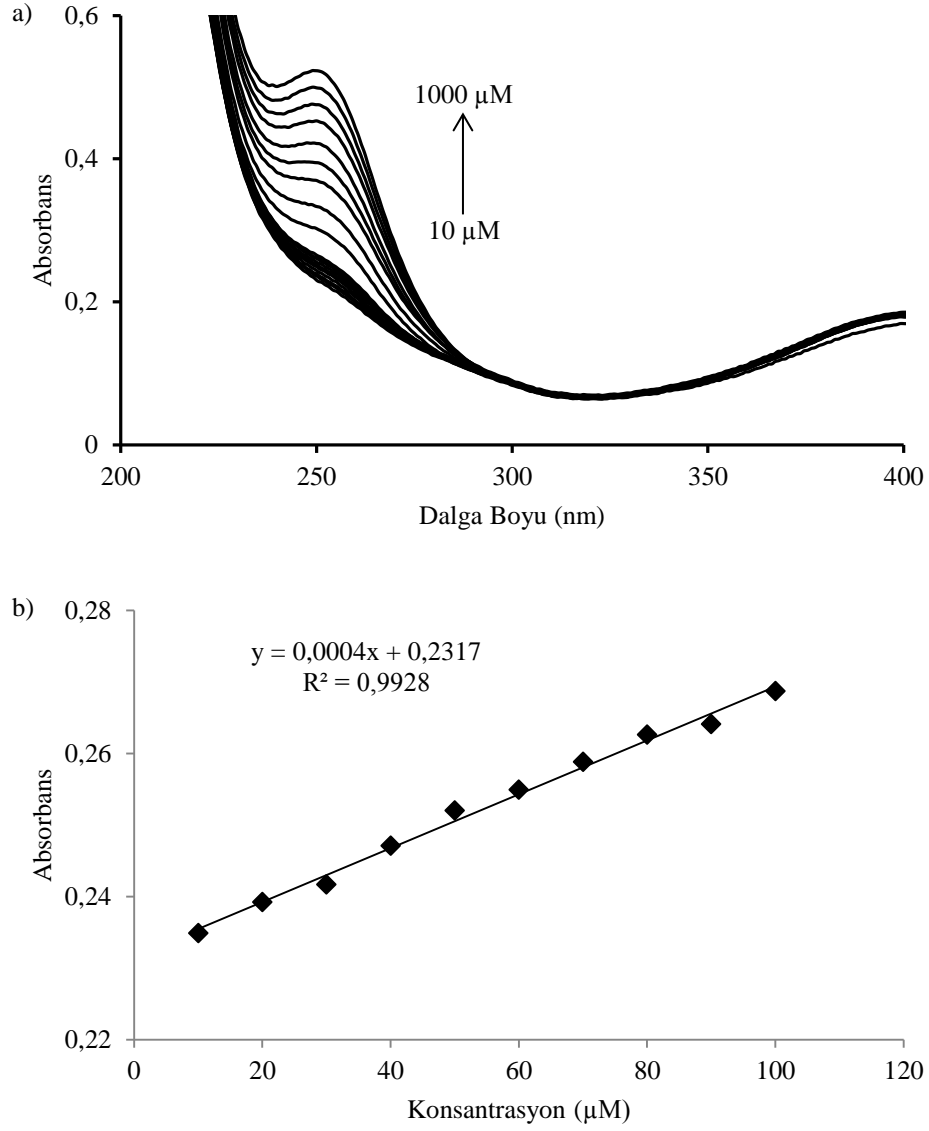 a)
0,6
0,4
0,2
0
Absorbans
1000 µM
10 µM
200 250 300 350 400
Dalga Boyu (nm)
b)
0,28
0,26
0,24
0,22
Absorbans
y = 0,0004x + 0,2317
R² = 0,9928
0 20 40 60 80 100 120
Konsantrasyon (µM)